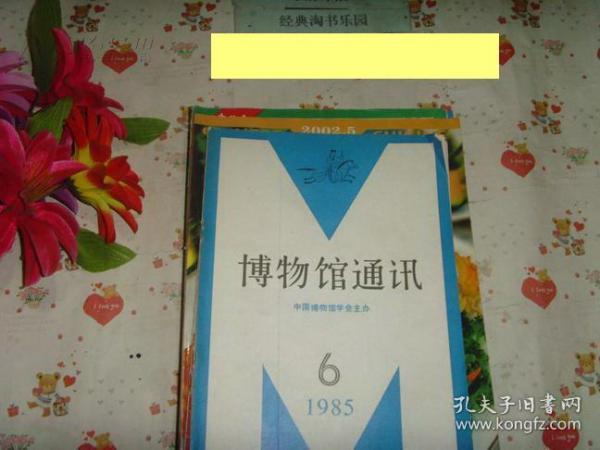 经典淘书乐园
2002.5
博物馆通讯
中国博物馆学会主办
6
1985
孔夫子旧书网
www.kongfz.com